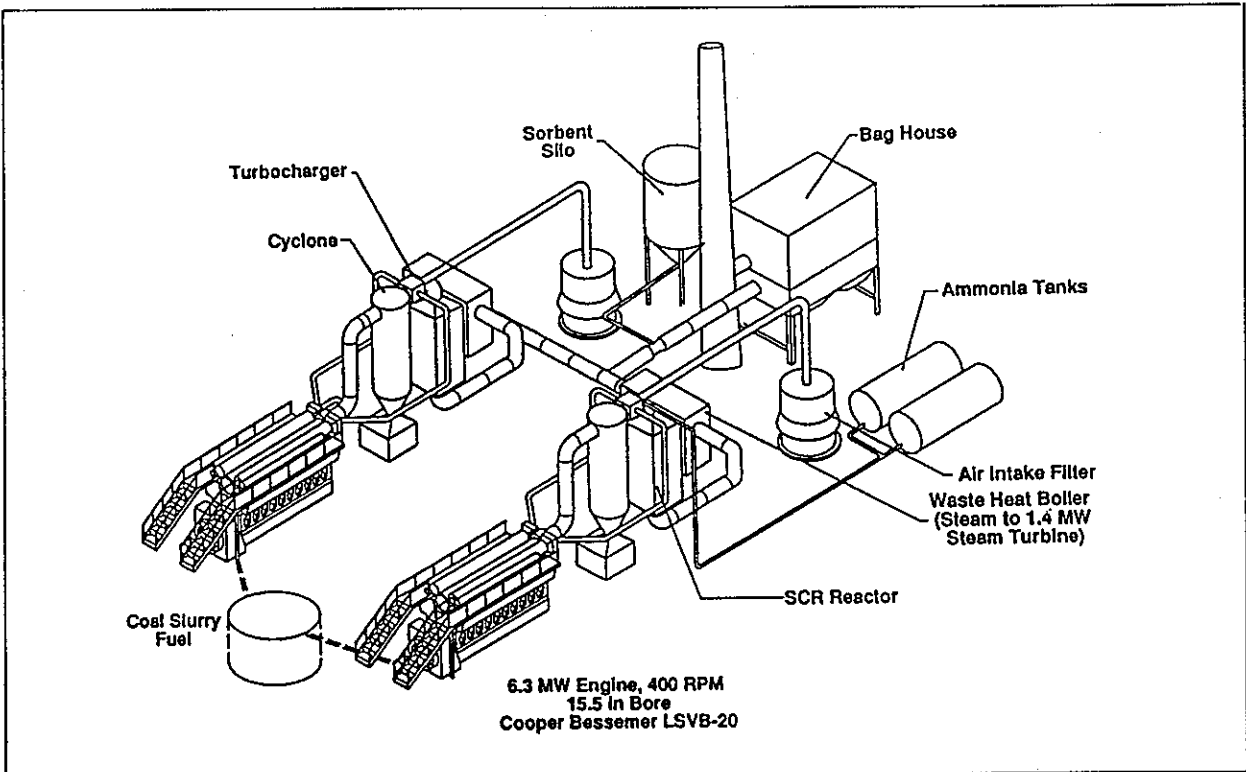 Sorbent
Silo
Bag House
Turbocharger
Cyclone
Ammonia Tanks
Air Intake Filter
Waste Heat Boiler
(Steam to 1.4 MW
Steam Turbine)
SCR Reactor
Coal Slurry
Fuel
6.3 MW Engine, 400 RPM
15.5 in Bore
Cooper Bessemer LSVB-20